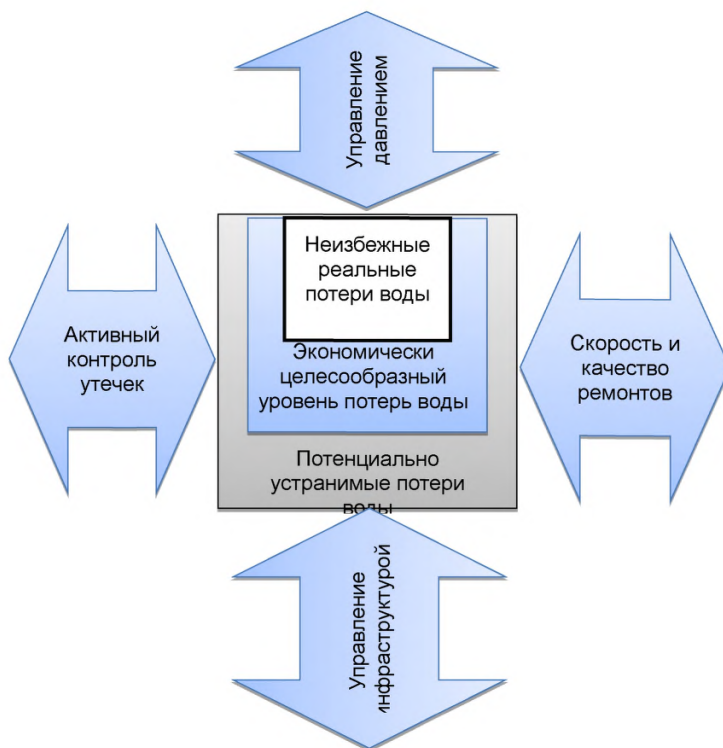 Управление
давлением
Неизбежные
реальные
потери воды
Активный
контроль
утечек
Экономически
целесообразный
уровень потерь воды
Скорость и
качество
ремонтов
Потенциально
устранимые потери
воды
Управление
инфраструктурой